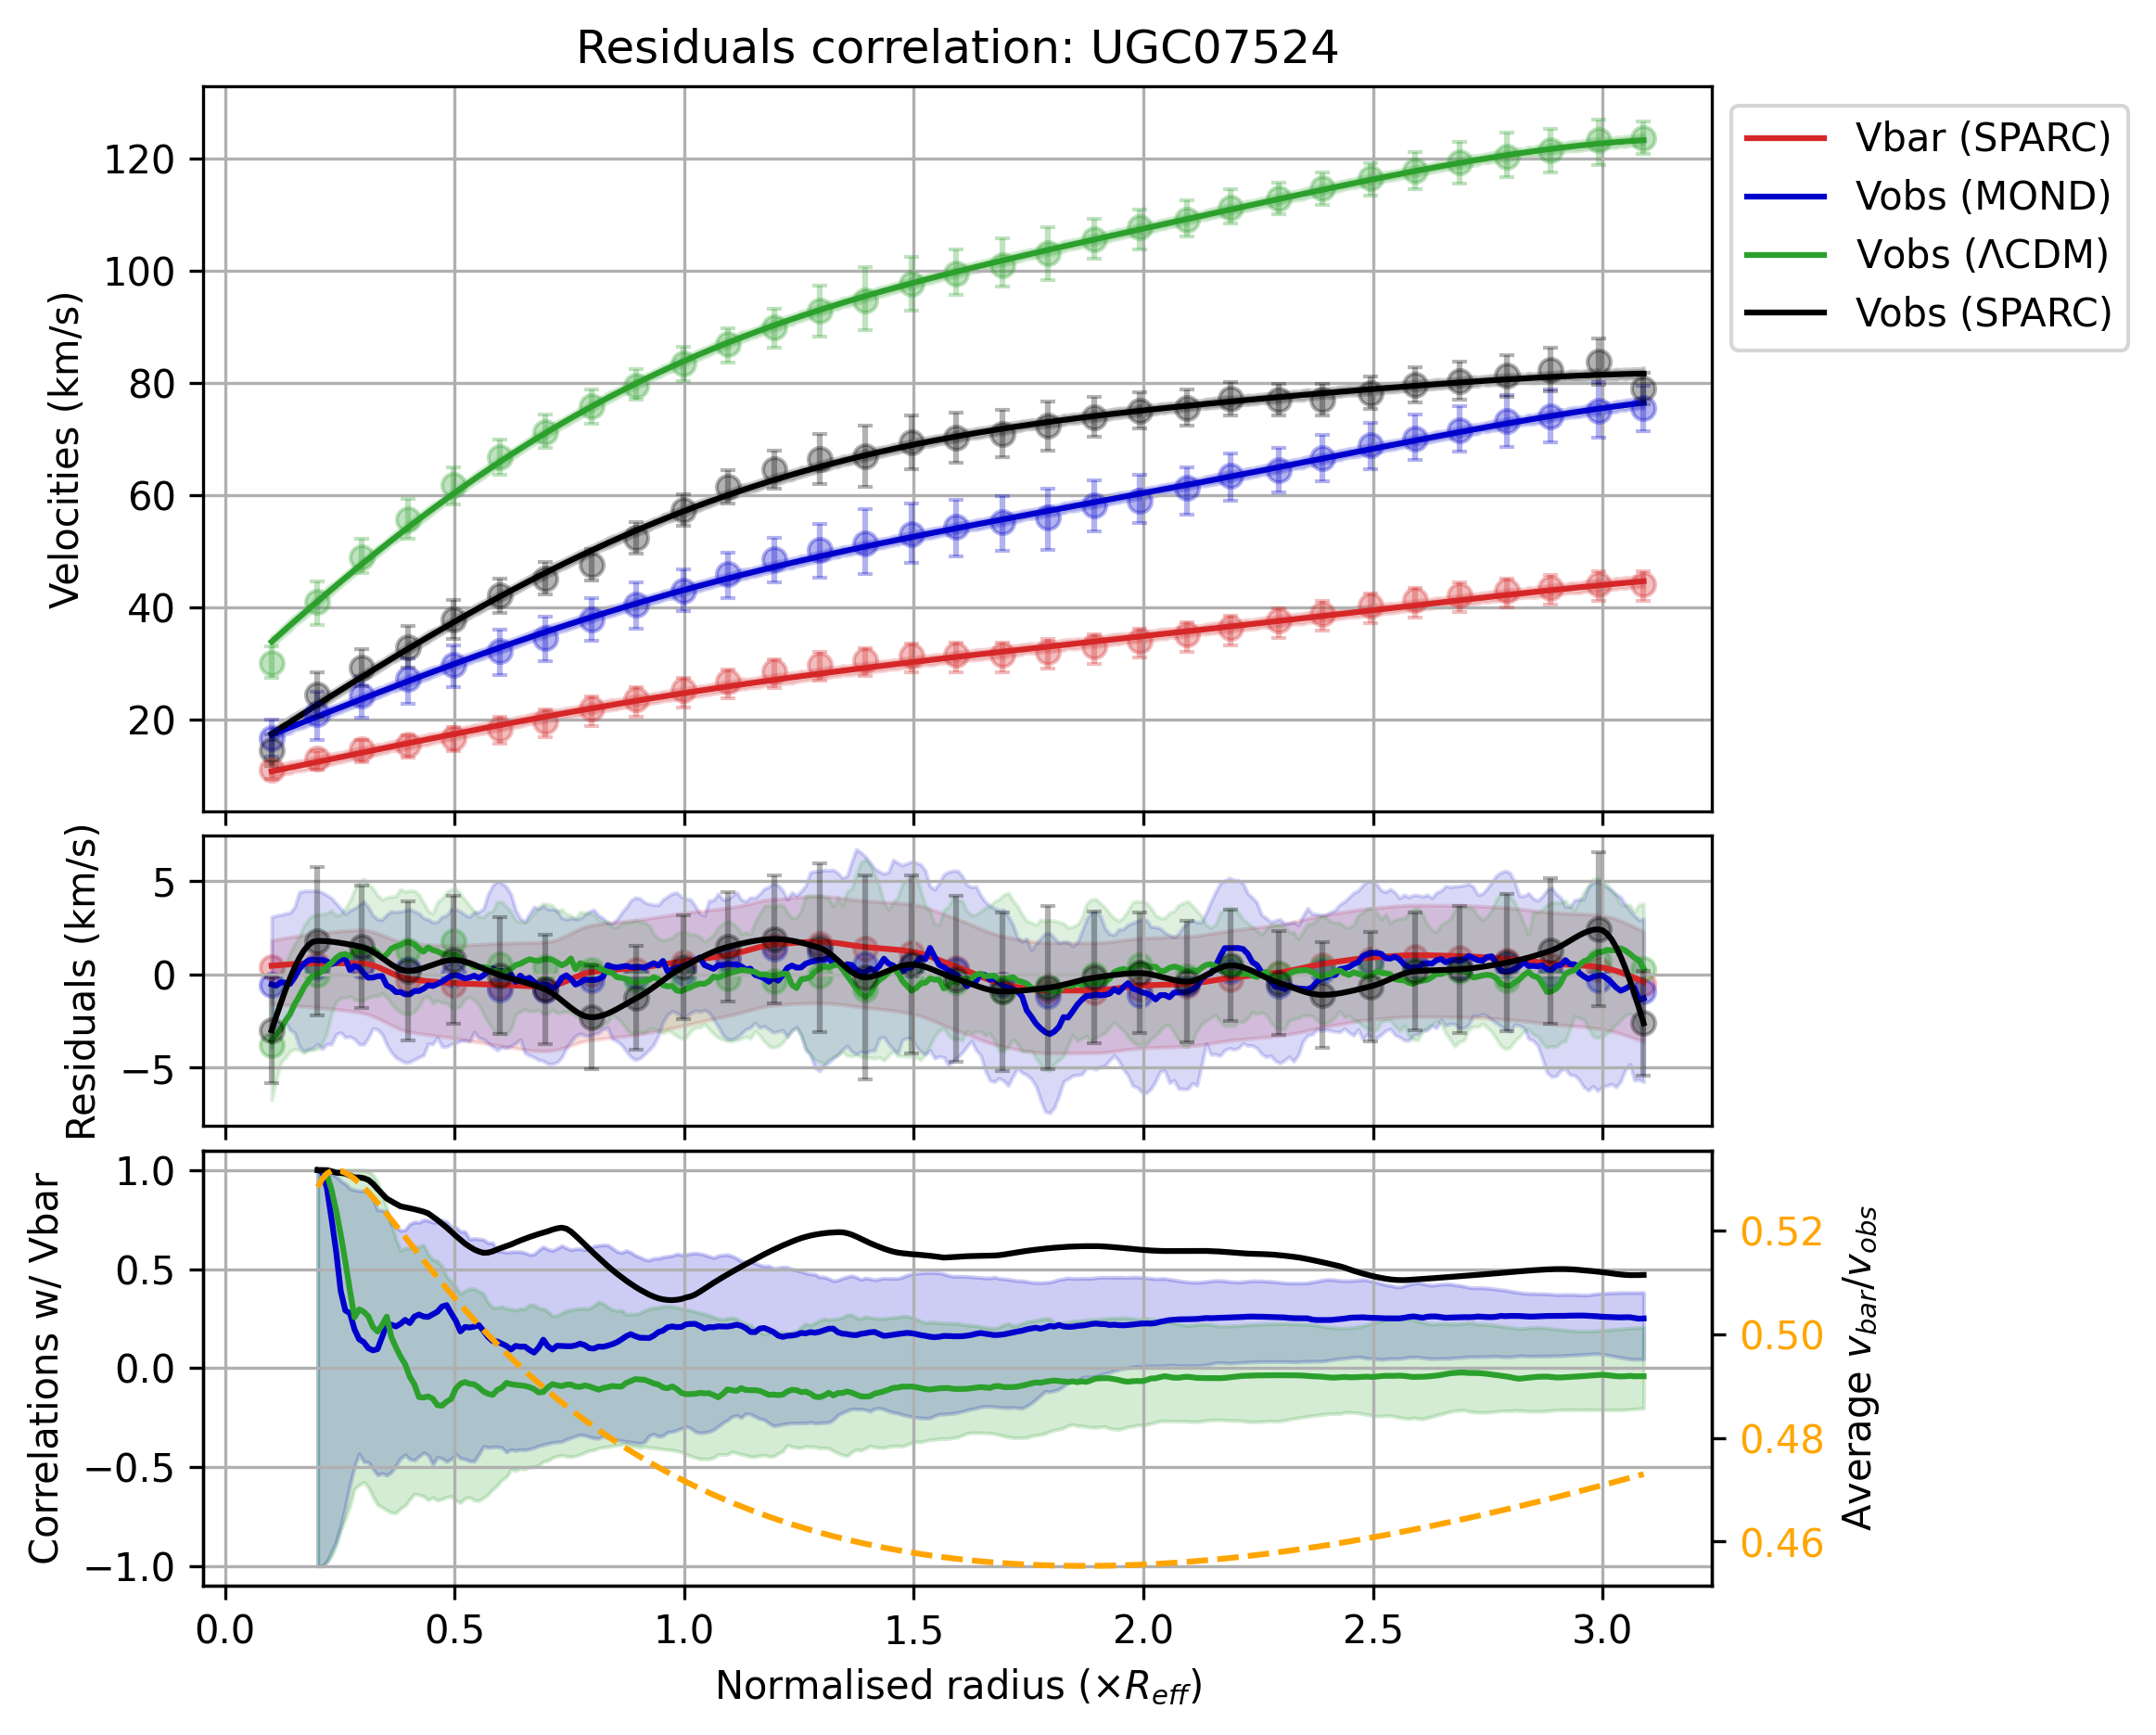 Residuals correlation: UGC07524
Velocities (km/s)
120
100
80
60
40
20
Vbar (SPARC)
Vobs (MOND)
Vobs (ΛCDM)
Vobs (SPARC)
Residuals (km/s)
5
0
−5
Correlations w/ Vbar
1.0
0.5
0.0
−0.5
−1.0
0.52
0.50
0.48
0.46
Average v_bar/v_obs
0.0 0.5 1.0 1.5 2.0 2.5 3.0
Normalised radius (×R_eff)